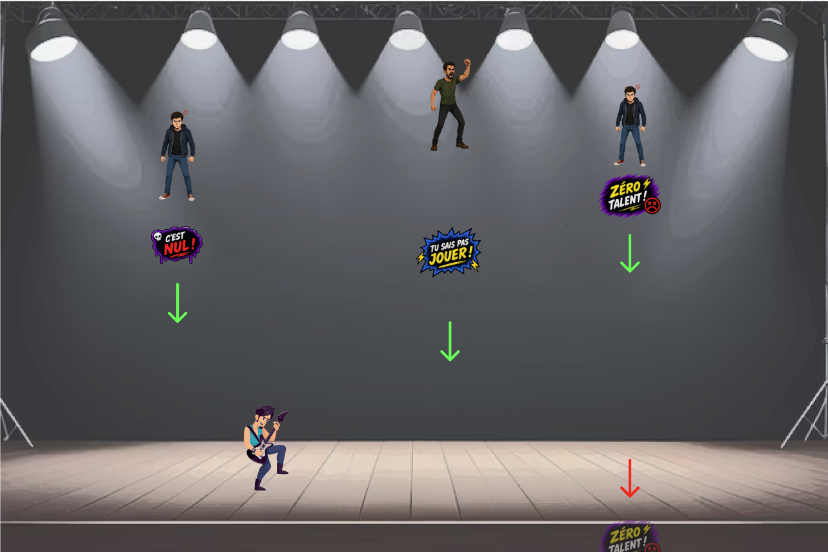 ZÉRO
TALENT!
C'EST
NUL!
TU SAIS PAS
JOUER!
ZÉRO
TALENT!